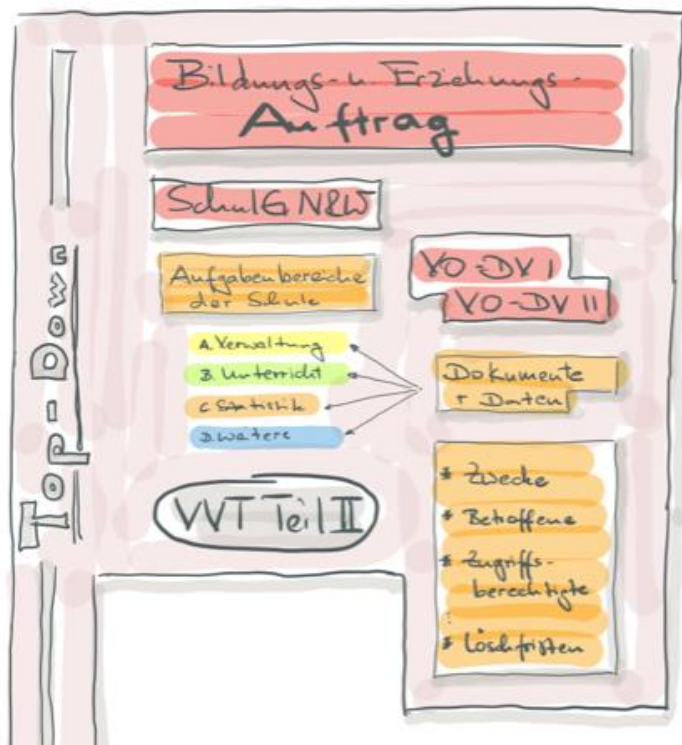 Top-Down
Bildungs- u. Erziehungs-
Auftrag
SchulG NRW
Aufgabenbereiche
der Schule
A. Verwaltung
B. Unterricht
C. Statistik
D. Weitere
VVT Teil II
VO-DV I
VO-DV II
Dokumente
+ Daten
* Zwecke
* Betroffene
* Zugriffs-
berechtigte
:
* Löschfristen